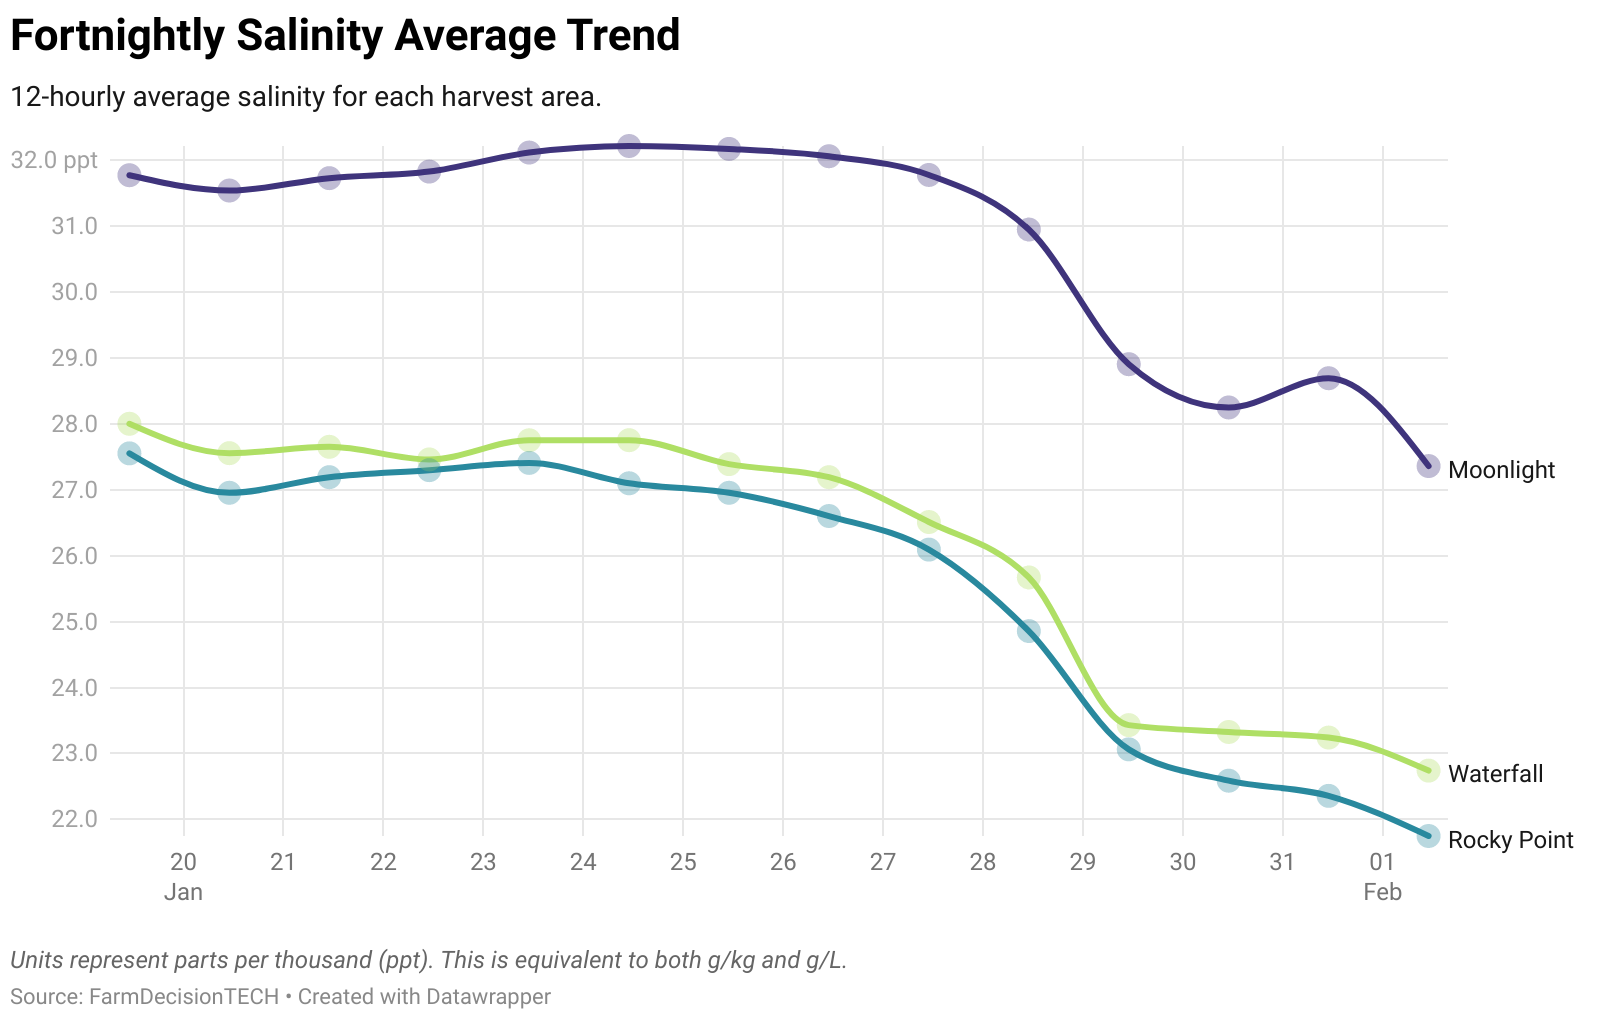 Fortnightly Salinity Average Trend
12-hourly average salinity for each harvest area.
32.0 ppt
31.0
30.0
29.0
28.0
27.0
26.0
25.0
24.0
23.0
22.0
Moonlight
Waterfall
Rocky Point
20 21 22 23 24 25 26 27 28 29 30 31 01
Jan Feb
Units represent parts per thousand (ppt). This is equivalent to both g/kg and g/L.
Source: FarmDecisionTECH • Created with Datawrapper